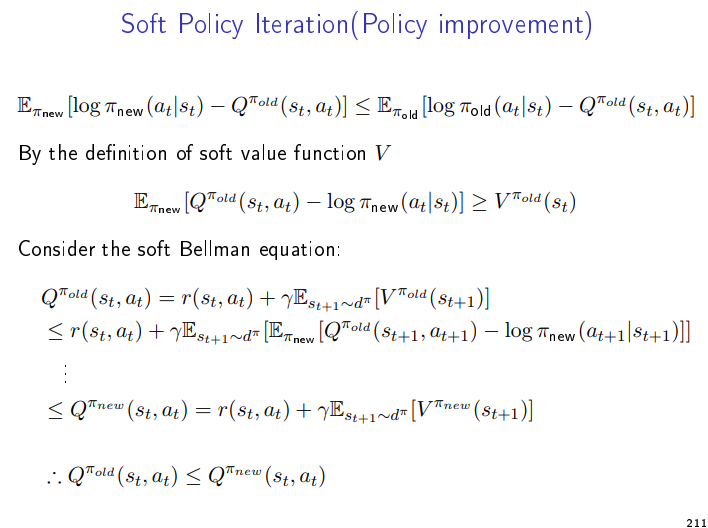 Soft Policy Iteration(Policy improvement)
$\mathbb{E}_{\pi_{\text{new}}}[\log \pi_{\text{new}}(a_t|s_t) - Q^{\pi_{old}}(s_t, a_t)] \leq \mathbb{E}_{\pi_{\text{old}}}[\log \pi_{\text{old}}(a_t|s_t) - Q^{\pi_{old}}(s_t, a_t)]$
By the definition of soft value function $V$
$\mathbb{E}_{\pi_{\text{new}}}[Q^{\pi_{old}}(s_t, a_t) - \log \pi_{\text{new}}(a_t|s_t)] \geq V^{\pi_{old}}(s_t)$
Consider the soft Bellman equation:
$Q^{\pi_{old}}(s_t, a_t) = r(s_t, a_t) + \gamma \mathbb{E}_{s_{t+1} \sim d^\pi}[V^{\pi_{old}}(s_{t+1})]$
$\leq r(s_t, a_t) + \gamma \mathbb{E}_{s_{t+1} \sim d^\pi}[\mathbb{E}_{\pi_{\text{new}}}[Q^{\pi_{old}}(s_{t+1}, a_{t+1}) - \log \pi_{\text{new}}(a_{t+1}|s_{t+1})]]$
$\vdots$
$\leq Q^{\pi_{new}}(s_t, a_t) = r(s_t, a_t) + \gamma \mathbb{E}_{s_{t+1} \sim d^\pi}[V^{\pi_{new}}(s_{t+1})]$
$\therefore Q^{\pi_{old}}(s_t, a_t) \leq Q^{\pi_{new}}(s_t, a_t)$
211